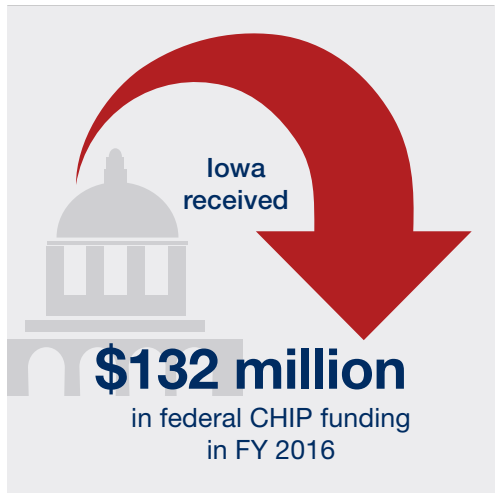 Iowa
received
$132 million
in federal CHIP funding
in FY 2016